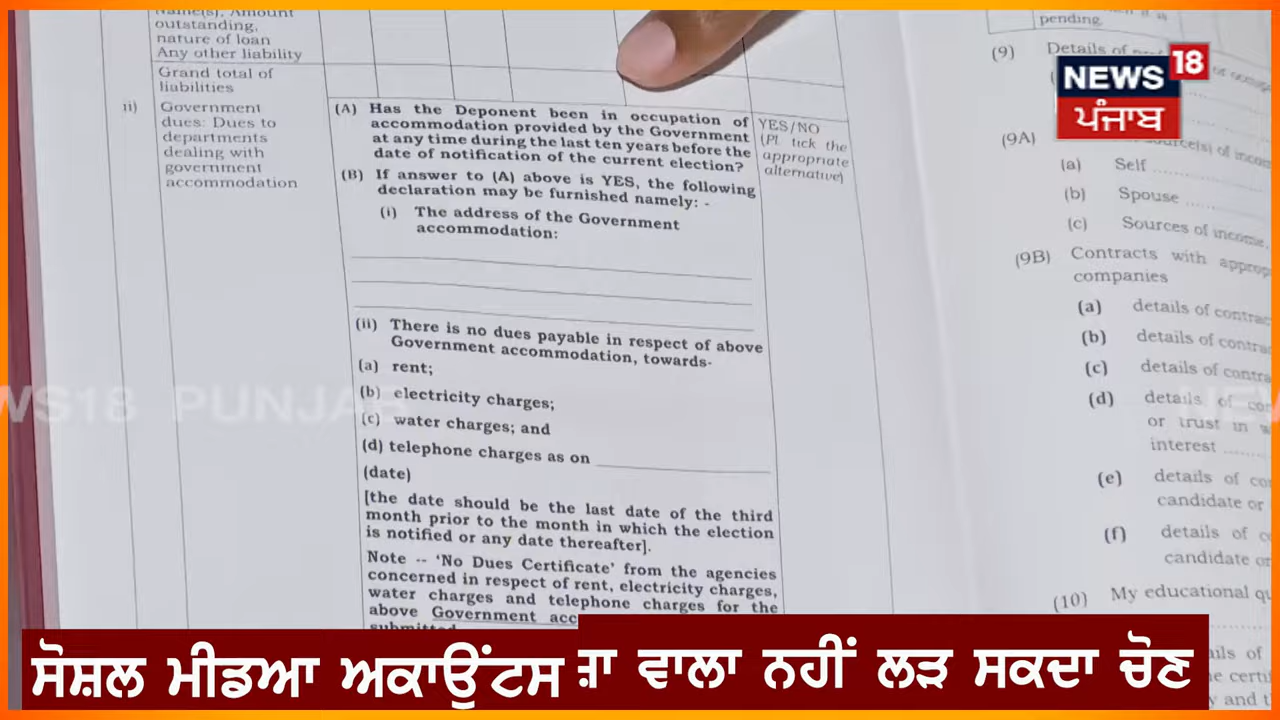 Name(s), Amount
outstanding,
nature of loan
Any other liability
Grand total of
liabilities
ii) Government
dues: Dues to
departments
dealing with
government
accommodation
(A) Has the Deponent been in occupation of
accommodation provided by the Government
at any time during the last ten years before the
date of notification of the current election?
YES/NO
(Pl. tick the
appropriate
alternative)
(B) If answer to (A) above is YES, the following
declaration may be furnished namely: -
(i) The address of the Government
accommodation:
(ii) There is no dues payable in respect of above
Government accommodation, towards-
(a) rent;
(b) electricity charges;
(c) water charges; and
(d) telephone charges as on
(date)
[the date should be the last date of the third
month prior to the month in which the election
is notified or any date thereafter].
Note -- 'No Dues Certificate' from the agencies
concerned in respect of rent, electricity charges,
water charges and telephone charges for the
above Government
pending.
(9) Details of
(9A)
(a) Self
(b) Spouse
(c) Sources of income,
(9B) Contracts with
companies
(a) details of
(b) details of
(c) details of
(d) details of
or trust in
interest
(e) details of
candidate or
(f) details of
candidate or
(10) My educational
NEWS 18
ਪੰਜਾਬ
NEWS18 PUNJAB
ਸੋਸ਼ਲ ਮੀਡਆ ਅਕਾਉਂਟਸ
ਵਾਲਾ ਨਹੀਂ ਲੜ ਸਕਦਾ ਚੋਣ